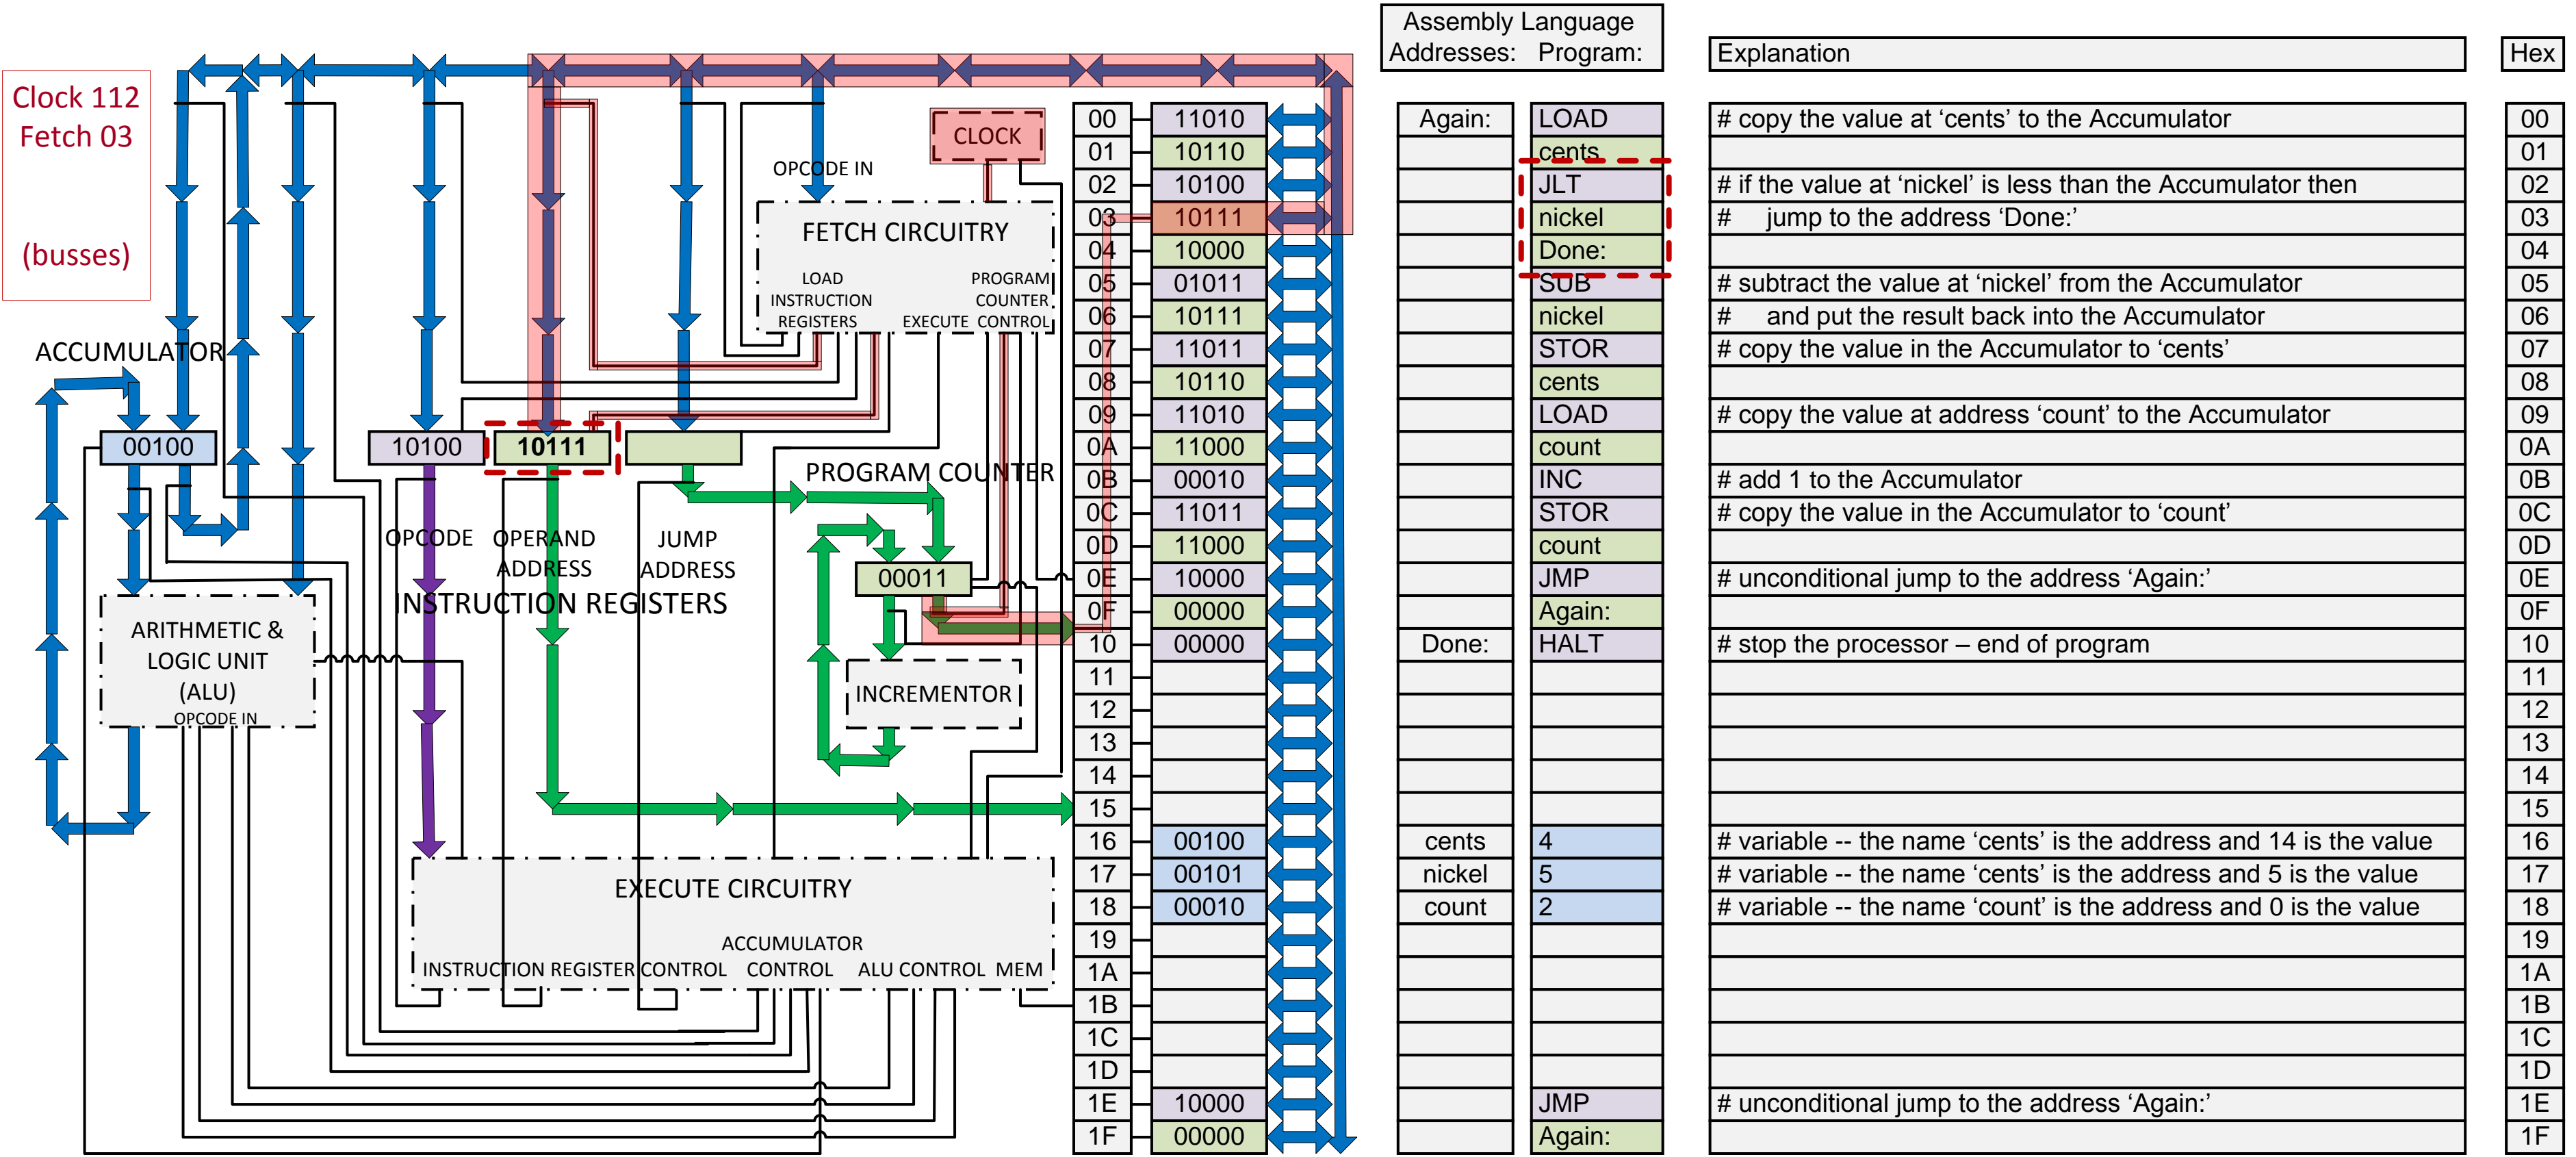 Clock 112
Fetch 03
(busses)
CLOCK
OPCODE IN
FETCH CIRCUITRY
LOAD
INSTRUCTION
REGISTERS
EXECUTE
PROGRAM
COUNTER
CONTROL
ACCUMULATOR
00100
10100
10111
PROGRAM COUNTER
00011
OPCODE
OPERAND
ADDRESS
JUMP
ADDRESS
INSTRUCTION REGISTERS
INCREMENTOR
ARITHMETIC &
LOGIC UNIT
(ALU)
OPCODE IN
EXECUTE CIRCUITRY
INSTRUCTION REGISTER CONTROL
ACCUMULATOR
CONTROL
ALU CONTROL
MEM
Assembly Language
Addresses: Program:
Explanation
Hex
00 11010 Again: LOAD # copy the value at ‘cents’ to the Accumulator 00
01 10110 cents 01
02 10100 JLT # if the value at ‘nickel’ is less than the Accumulator then 02
03 10111 nickel # jump to the address ‘Done:’ 03
04 10000 Done: 04
05 01011 SUB # subtract the value at ‘nickel’ from the Accumulator 05
06 10111 nickel # and put the result back into the Accumulator 06
07 11011 STOR # copy the value in the Accumulator to ‘cents’ 07
08 10110 cents 08
09 11010 LOAD # copy the value at address ‘count’ to the Accumulator 09
0A 11000 count 0A
0B 00010 INC # add 1 to the Accumulator 0B
0C 11011 STOR # copy the value in the Accumulator to ‘count’ 0C
0D 11000 count 0D
0E 10000 JMP # unconditional jump to the address ‘Again:’ 0E
0F 00000 Again: 0F
10 00000 Done: HALT # stop the processor – end of program 10
11 11
12 12
13 13
14 14
15 15
16 00100 cents 4 # variable -- the name ‘cents’ is the address and 14 is the value 16
17 00101 nickel 5 # variable -- the name ‘cents’ is the address and 5 is the value 17
18 00010 count 2 # variable -- the name ‘count’ is the address and 0 is the value 18
19 19
1A 1A
1B 1B
1C 1C
1D 1D
1E 10000 JMP # unconditional jump to the address ‘Again:’ 1E
1F 00000 Again: 1F